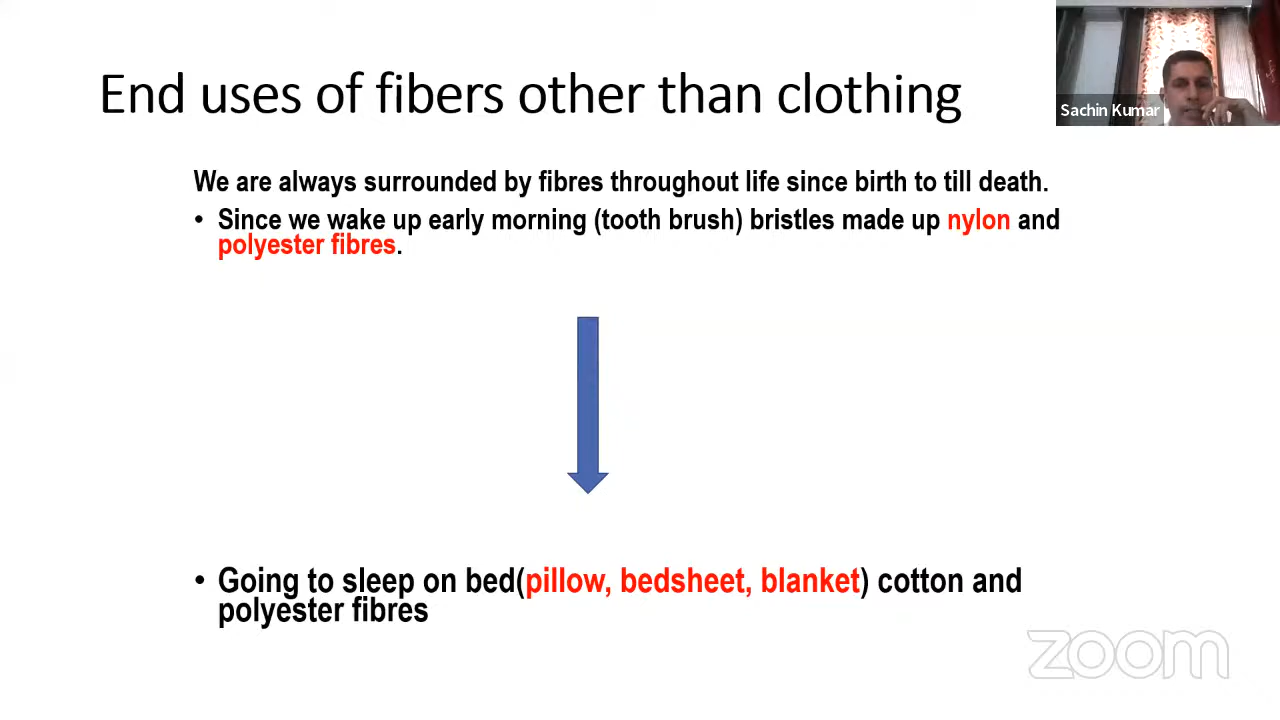 End uses of fibers other than clothing
Sachin Kumar
We are always surrounded by fibres throughout life since birth to till death.
• Since we wake up early morning (tooth brush) bristles made up nylon and
polyester fibres.
• Going to sleep on bed(pillow, bedsheet, blanket) cotton and
polyester fibres
zoom